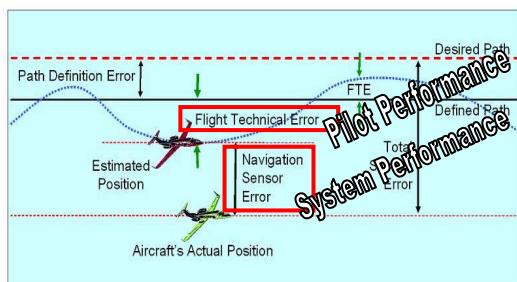 Desired Path
Path Definition Error
FTE
Pilot Performance
Defined Path
Flight Technical Error
Estimated
Position
Navigation
Sensor
Error
System Performance
Error
Aircraft's Actual Position